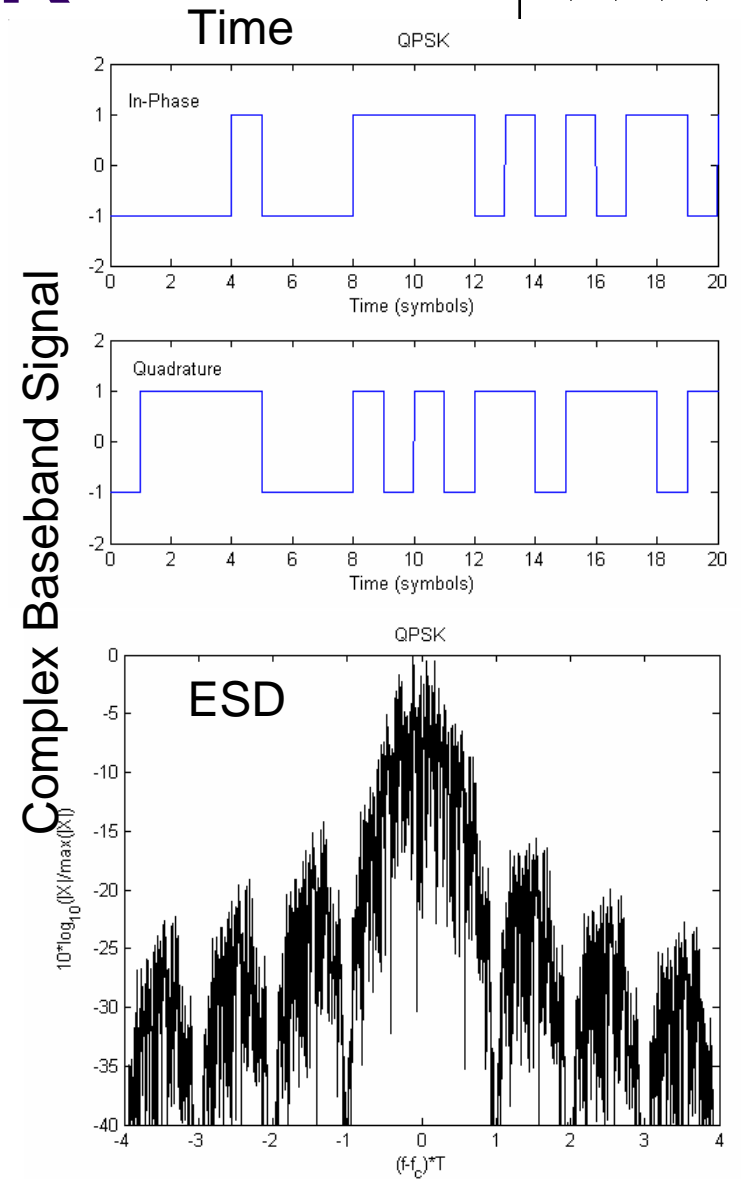 Time
QPSK
In-Phase
2
1
0
-1
-2
0 2 4 6 8 10 12 14 16 18 20
Time (symbols)
Complex Baseband Signal
Quadrature
2
1
0
-1
-2
0 2 4 6 8 10 12 14 16 18 20
Time (symbols)
QPSK
ESD
10*log10(|X|/max(|X|)
0
-5
-10
-15
-20
-25
-30
-35
-40
-4 -3 -2 -1 0 1 2 3 4
(f-fc)*T